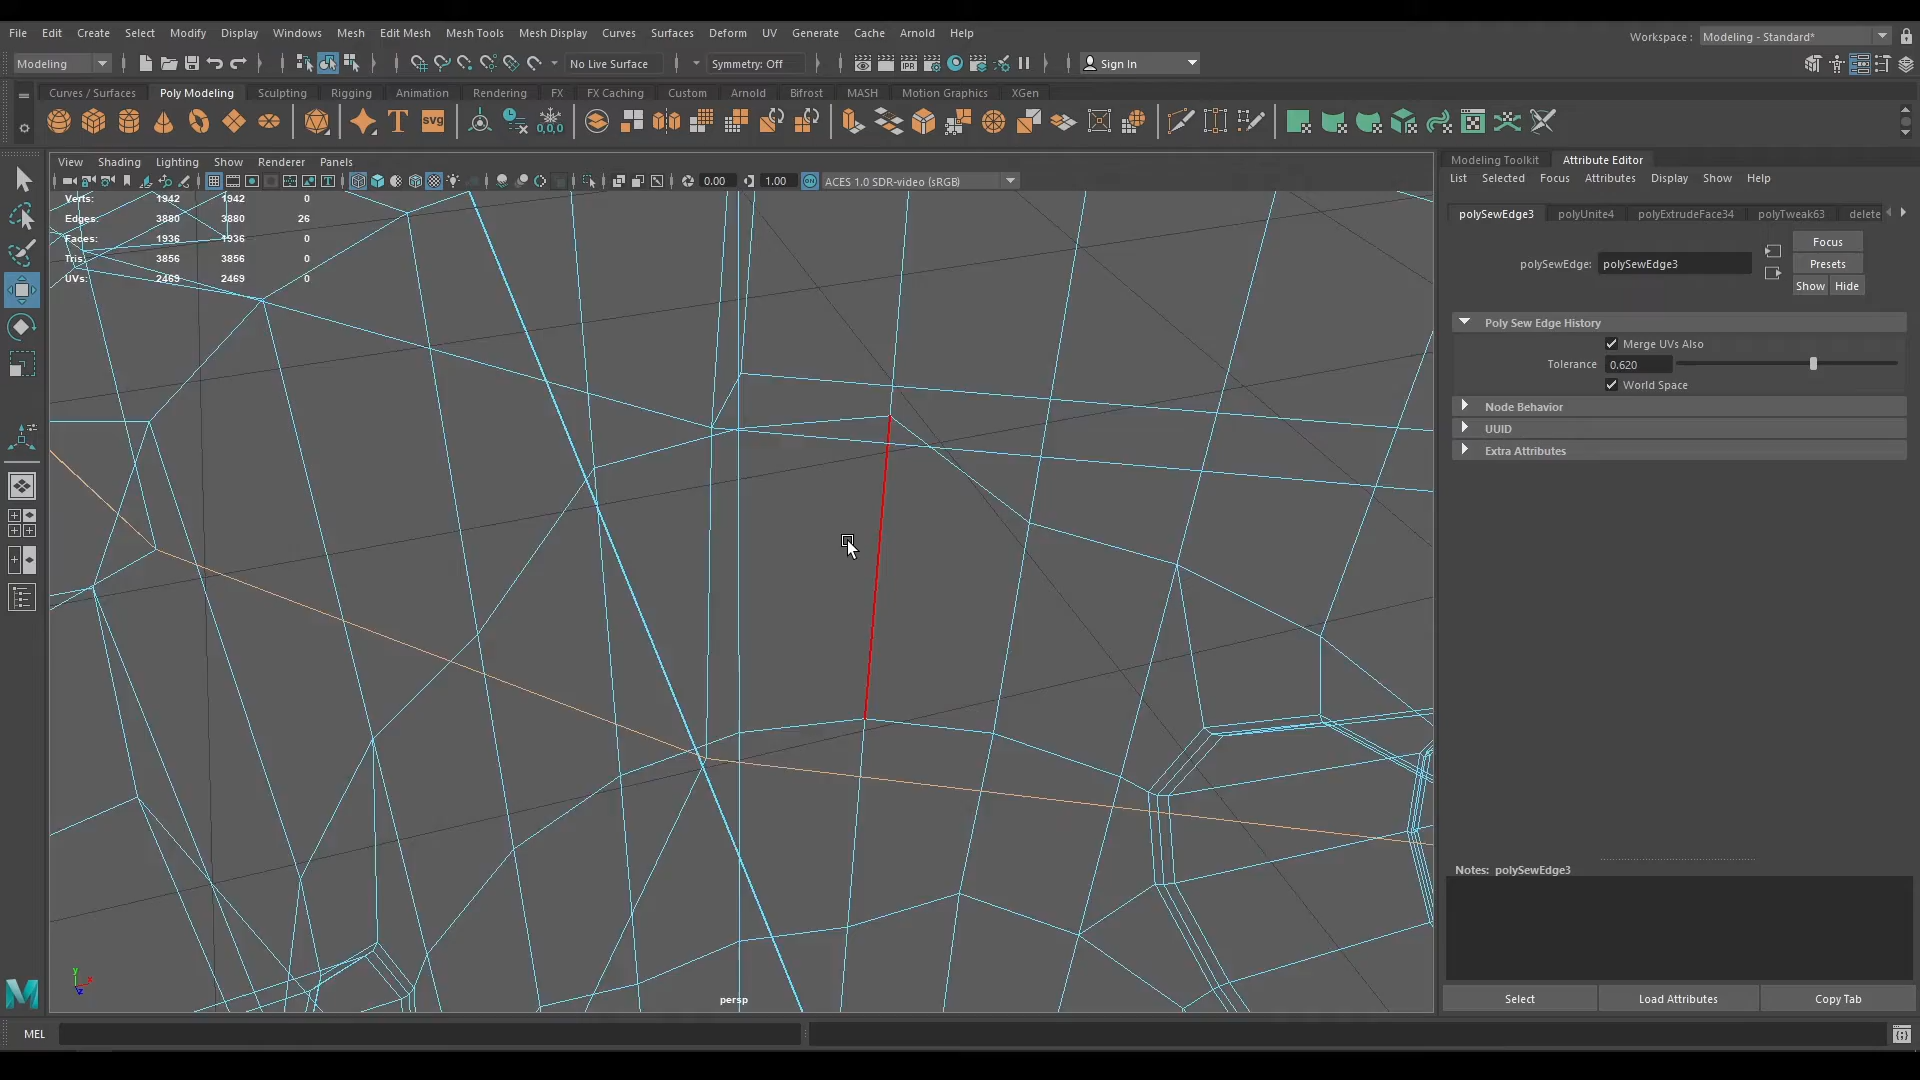 File Edit Create Select Modify Display Windows Mesh Edit Mesh Mesh Tools Mesh Display Curves Surfaces Deform UV Generate Cache Arnold Help
Workspace : Modeling - Standard*
Modeling No Live Surface Symmetry: Off IPR Sign In
Curves / Surfaces Poly Modeling Sculpting Rigging Animation Rendering FX FX Caching Custom Arnold Bifrost MASH Motion Graphics XGen
T svg 0,0,0
View Shading Lighting Show Renderer Panels
0.00 1.00 ON ACES 1.0 SDR-video (sRGB)
Verts: 1942 1942 0
Edges: 3880 3880 26
Faces: 1936 1936 0
Tris: 3856 3856 0
UVs: 2469 2469 0
y x z
persp
Modeling Toolkit Attribute Editor
List Selected Focus Attributes Display Show Help
polySewEdge3 polyUnite4 polyExtrudeFace34 polyTweak63 delete
Focus
polySewEdge: polySewEdge3
Presets
Show Hide
Poly Sew Edge History
Merge UVs Also
Tolerance 0.620
World Space
Node Behavior
UUID
Extra Attributes
Notes: polySewEdge3
Select Load Attributes Copy Tab
M
MEL